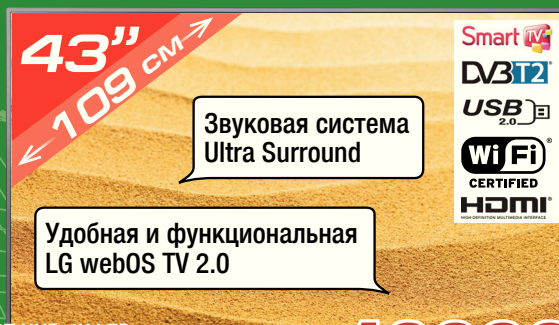 43”
109 см
Smart TV
DVB T2
USB 2.0
Wi Fi
CERTIFIED
HDMI
HIGH-DEFINITION MULTIMEDIA INTERFACE
Звуковая система
Ultra Surround
Удобная и функциональная
LG webOS TV 2.0